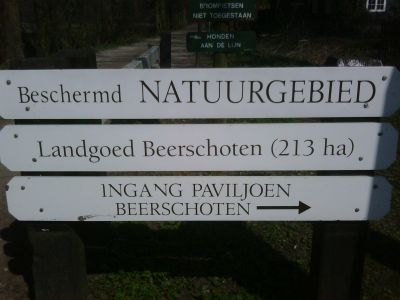 BROMFIETSEN
NIET TOEGESTAAN
HONDEN
AAN DE LIJN
Beschermd NATUURGEBIED
Landgoed Beerschoten (213 ha)
INGANG PAVILJOEN
BEERSCHOTEN